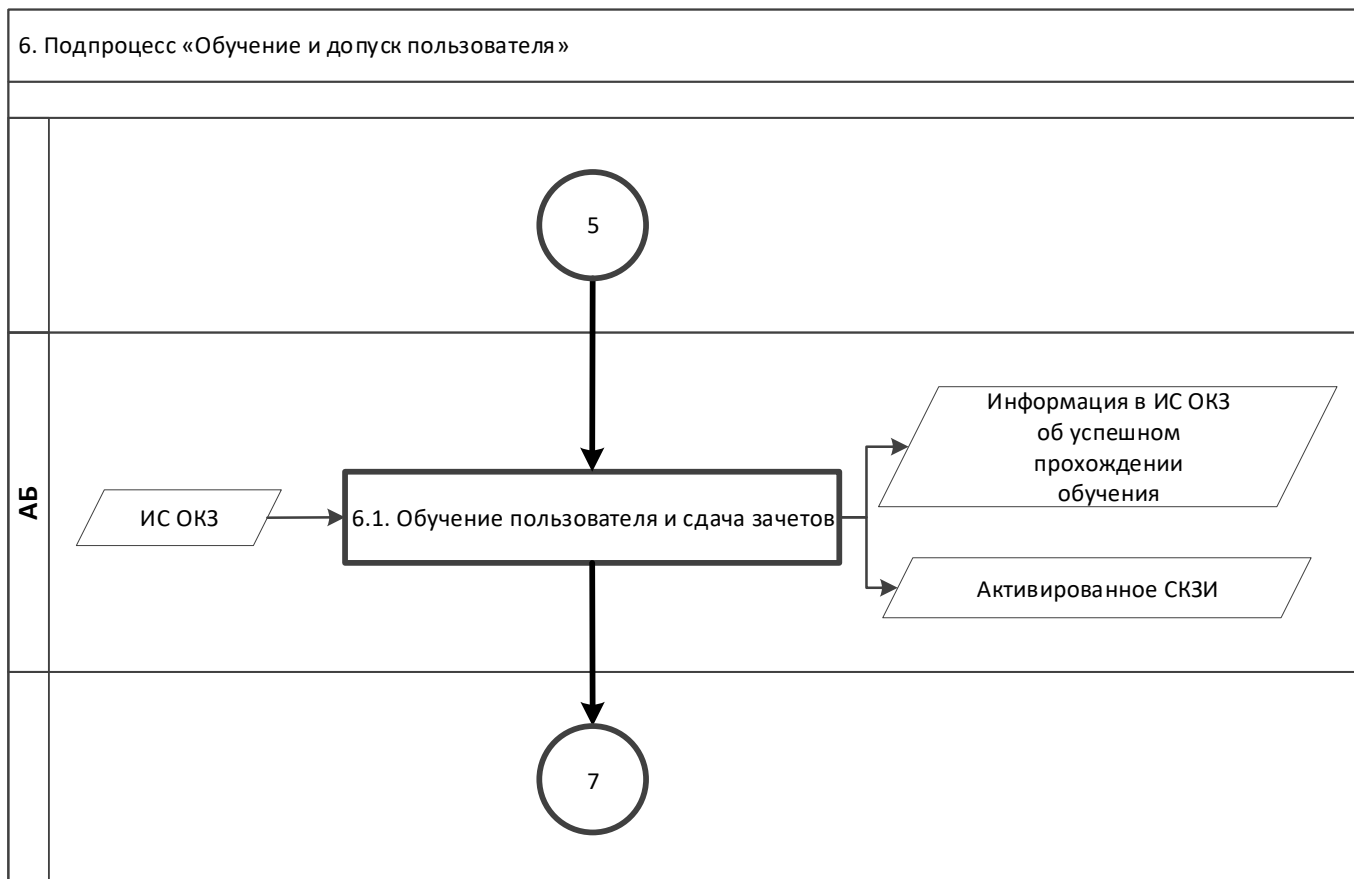 6. Подпроцесс «Обучение и допуск пользователя»
5
АБ
ИС ОКЗ
6.1. Обучение пользователя и сдача зачетов
Информация в ИС ОКЗ
об успешном
прохождении
обучения
Активированное СКЗИ
7